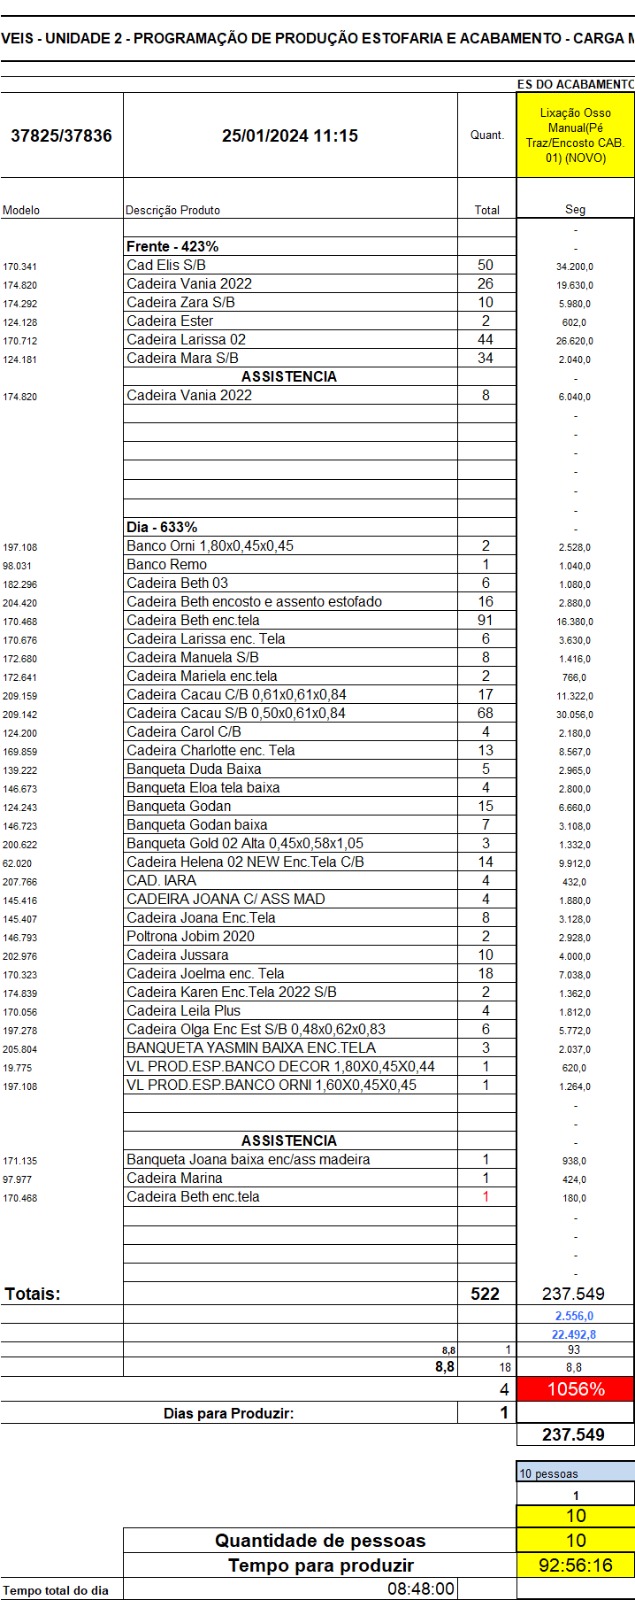 VEIS - UNIDADE 2 - PROGRAMAÇÃO DE PRODUÇÃO ESTOFARIA E ACABAMENTO - CARGA M
ES DO ACABAMENTO
37825/37836 25/01/2024 11:15 Quant. Lixação Osso Manual(Pé Traz/Encosto CAB. 01) (NOVO)
Modelo Descrição Produto Total Seg
-
Frente - 423% -
170.341 Cad Elis S/B 50 34.200,0
174.820 Cadeira Vania 2022 26 19.630,0
174.292 Cadeira Zara S/B 10 5.980,0
124.128 Cadeira Ester 2 602,0
170.712 Cadeira Larissa 02 44 26.620,0
124.181 Cadeira Mara S/B 34 2.040,0
ASSISTENCIA -
174.820 Cadeira Vania 2022 8 6.040,0
-
-
-
-
-
-
Dia - 633% -
197.108 Banco Orni 1,80x0,45x0,45 2 2.528,0
98.031 Banco Remo 1 1.040,0
182.296 Cadeira Beth 03 6 1.080,0
204.420 Cadeira Beth encosto e assento estofado 16 2.880,0
170.468 Cadeira Beth enc.tela 91 16.380,0
170.676 Cadeira Larissa enc. Tela 6 3.630,0
172.680 Cadeira Manuela S/B 8 1.416,0
172.641 Cadeira Mariela enc.tela 2 766,0
209.159 Cadeira Cacau C/B 0,61x0,61x0,84 17 11.322,0
209.142 Cadeira Cacau S/B 0,50x0,61x0,84 68 30.056,0
124.200 Cadeira Carol C/B 4 2.180,0
169.859 Cadeira Charlotte enc. Tela 13 8.567,0
139.222 Banqueta Duda Baixa 5 2.965,0
146.673 Banqueta Eloa tela baixa 4 2.800,0
124.243 Banqueta Godan 15 6.660,0
146.723 Banqueta Godan baixa 7 3.108,0
200.622 Banqueta Gold 02 Alta 0,45x0,58x1,05 3 1.332,0
62.020 Cadeira Helena 02 NEW Enc.Tela C/B 14 9.912,0
207.766 CAD. IARA 4 432,0
145.416 CADEIRA JOANA C/ ASS MAD 4 1.880,0
145.407 Cadeira Joana Enc.Tela 8 3.128,0
146.793 Poltrona Jobim 2020 2 2.928,0
202.976 Cadeira Jussara 10 4.000,0
170.323 Cadeira Joelma enc. Tela 18 7.038,0
174.839 Cadeira Karen Enc.Tela 2022 S/B 2 1.362,0
170.056 Cadeira Leila Plus 4 1.812,0
197.278 Cadeira Olga Enc Est S/B 0,48x0,62x0,83 6 5.772,0
205.804 BANQUETA YASMIN BAIXA ENC.TELA 3 2.037,0
19.775 VL PROD.ESP.BANCO DECOR 1,80X0,45X0,44 1 620,0
197.108 VL PROD.ESP.BANCO ORNI 1,60X0,45X0,45 1 1.264,0
-
-
ASSISTENCIA -
171.135 Banqueta Joana baixa enc/ass madeira 1 938,0
97.977 Cadeira Marina 1 424,0
170.468 Cadeira Beth enc.tela 1 180,0
-
-
-
-
Totais: 522 237.549
2.556,0
22.492,8
8,8 1 93
8,8 18 8,8
4 1056%
Dias para Produzir: 1
237.549
10 pessoas
1
10
Quantidade de pessoas 10
Tempo para produzir 92:56:16
Tempo total do dia 08:48:00